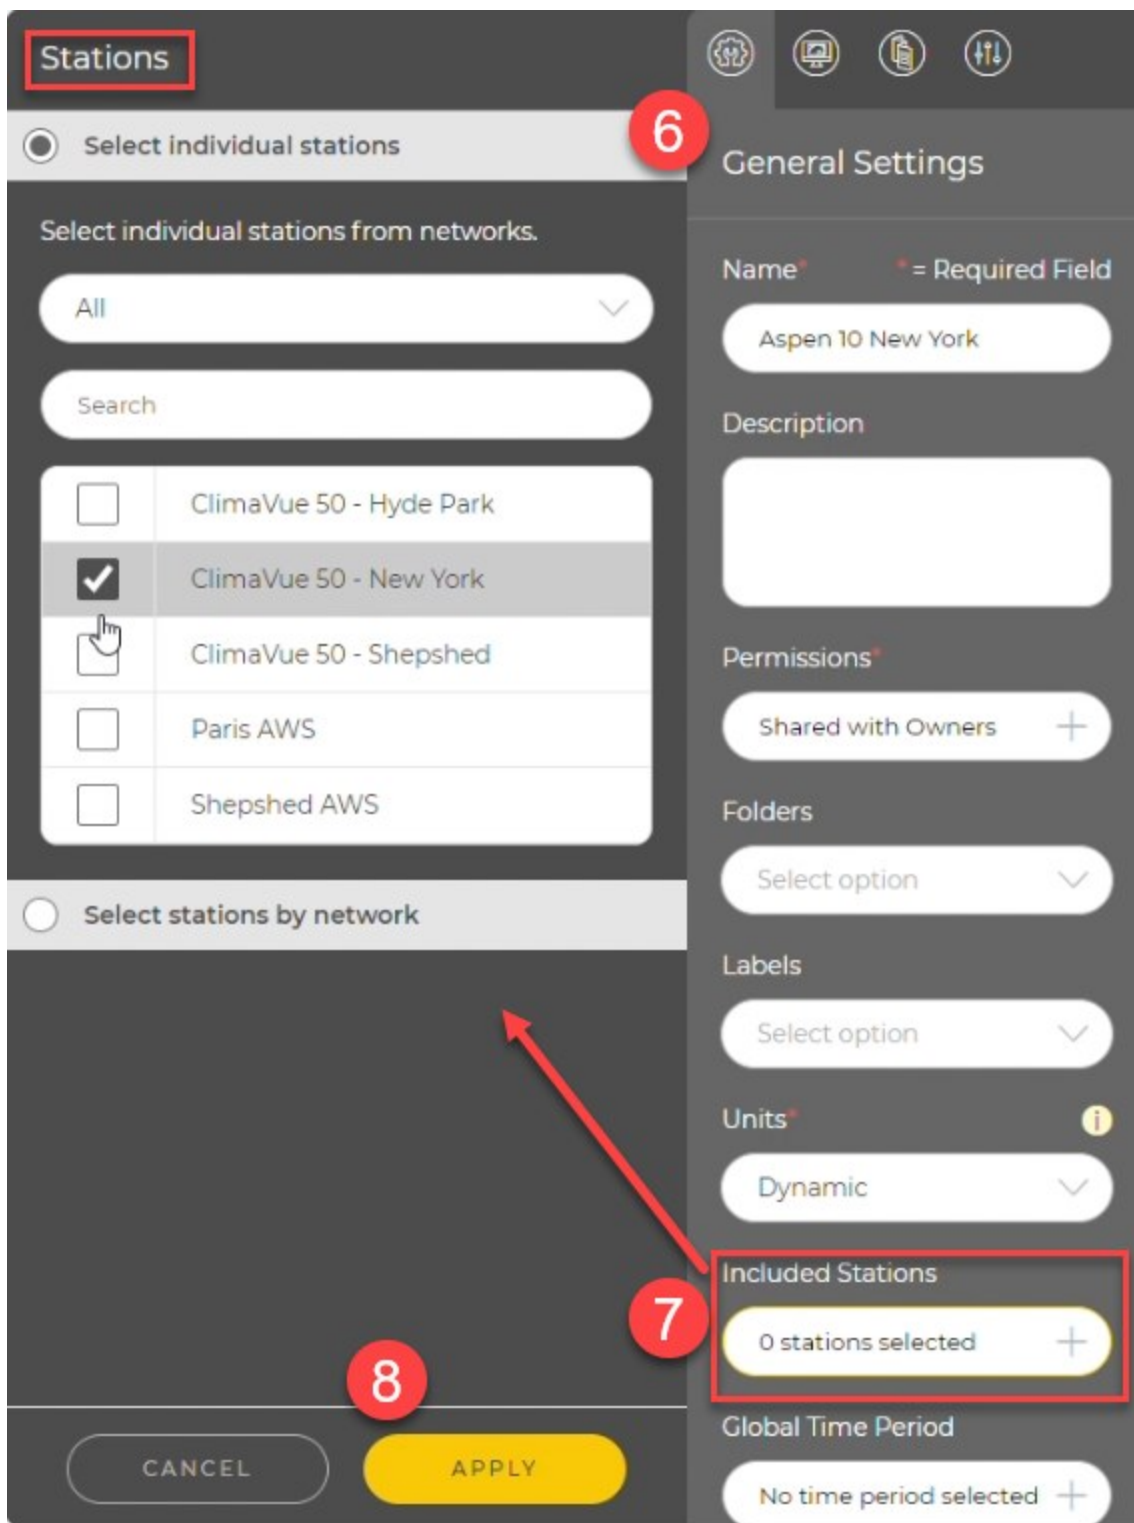 Stations
Select individual stations
Select individual stations from networks.
All
Search
ClimaVue 50 - Hyde Park
ClimaVue 50 - New York
ClimaVue 50 - Shepshed
Paris AWS
Shepshed AWS
Select stations by network
8
CANCEL
APPLY
6
General Settings
Name* * = Required Field
Aspen 10 New York
Description
Permissions*
Shared with Owners
Folders
Select option
Labels
Select option
Units*
i
Dynamic
7
Included Stations
0 stations selected
Global Time Period
No time period selected